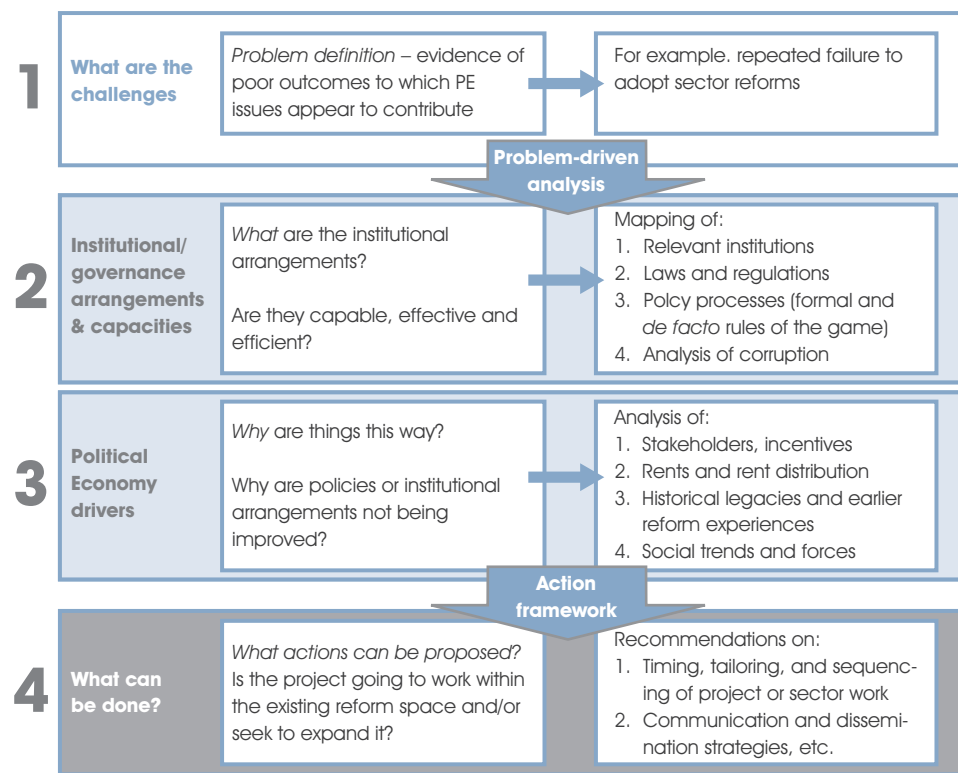 1
What are the
challenges
Problem definition – evidence of
poor outcomes to which PE
issues appear to contribute
For example. repeated failure to
adopt sector reforms
Problem-driven
analysis
2
Institutional/
governance
arrangements
& capacities
What are the institutional
arrangements?
Are they capable, effective and
efficient?
Mapping of:
1. Relevant institutions
2. Laws and regulations
3. Polcy processes (formal and
de facto rules of the game)
4. Analysis of corruption
3
Political
Economy
drivers
Why are things this way?
Why are policies or institutional
arrangements not being
improved?
Analysis of:
1. Stakeholders, incentives
2. Rents and rent distribution
3. Historical legacies and earlier
reform experiences
4. Social trends and forces
Action
framework
4
What can
be done?
What actions can be proposed?
Is the project going to work within
the existing reform space and/or
seek to expand it?
Recommendations on:
1. Timing, tailoring, and sequenc-
ing of project or sector work
2. Communication and dissemi-
nation strategies, etc.